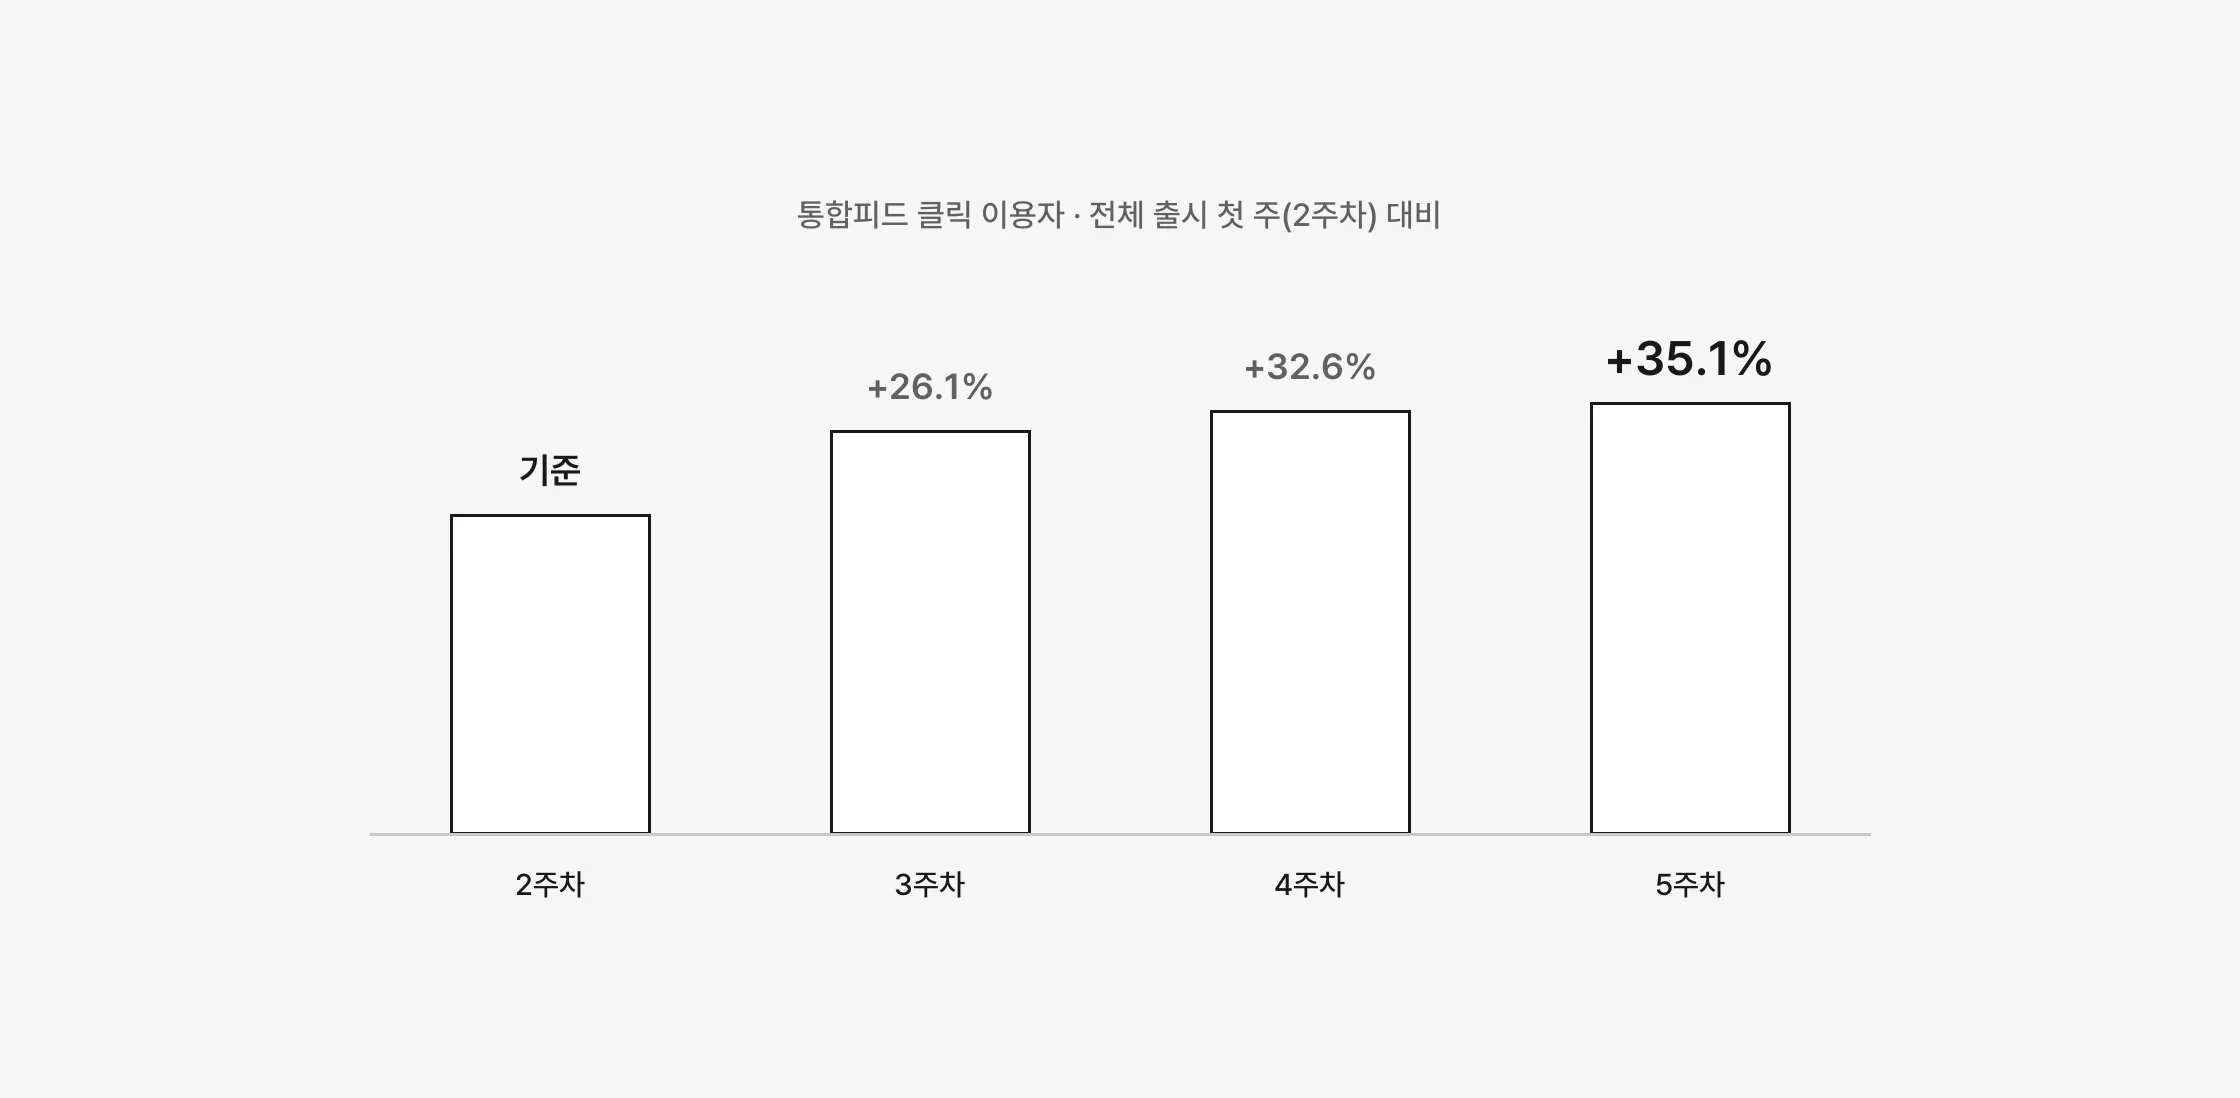 통합피드 클릭 이용자 · 전체 출시 첫 주(2주차) 대비
기준
+26.1%
+32.6%
+35.1%
2주차
3주차
4주차
5주차